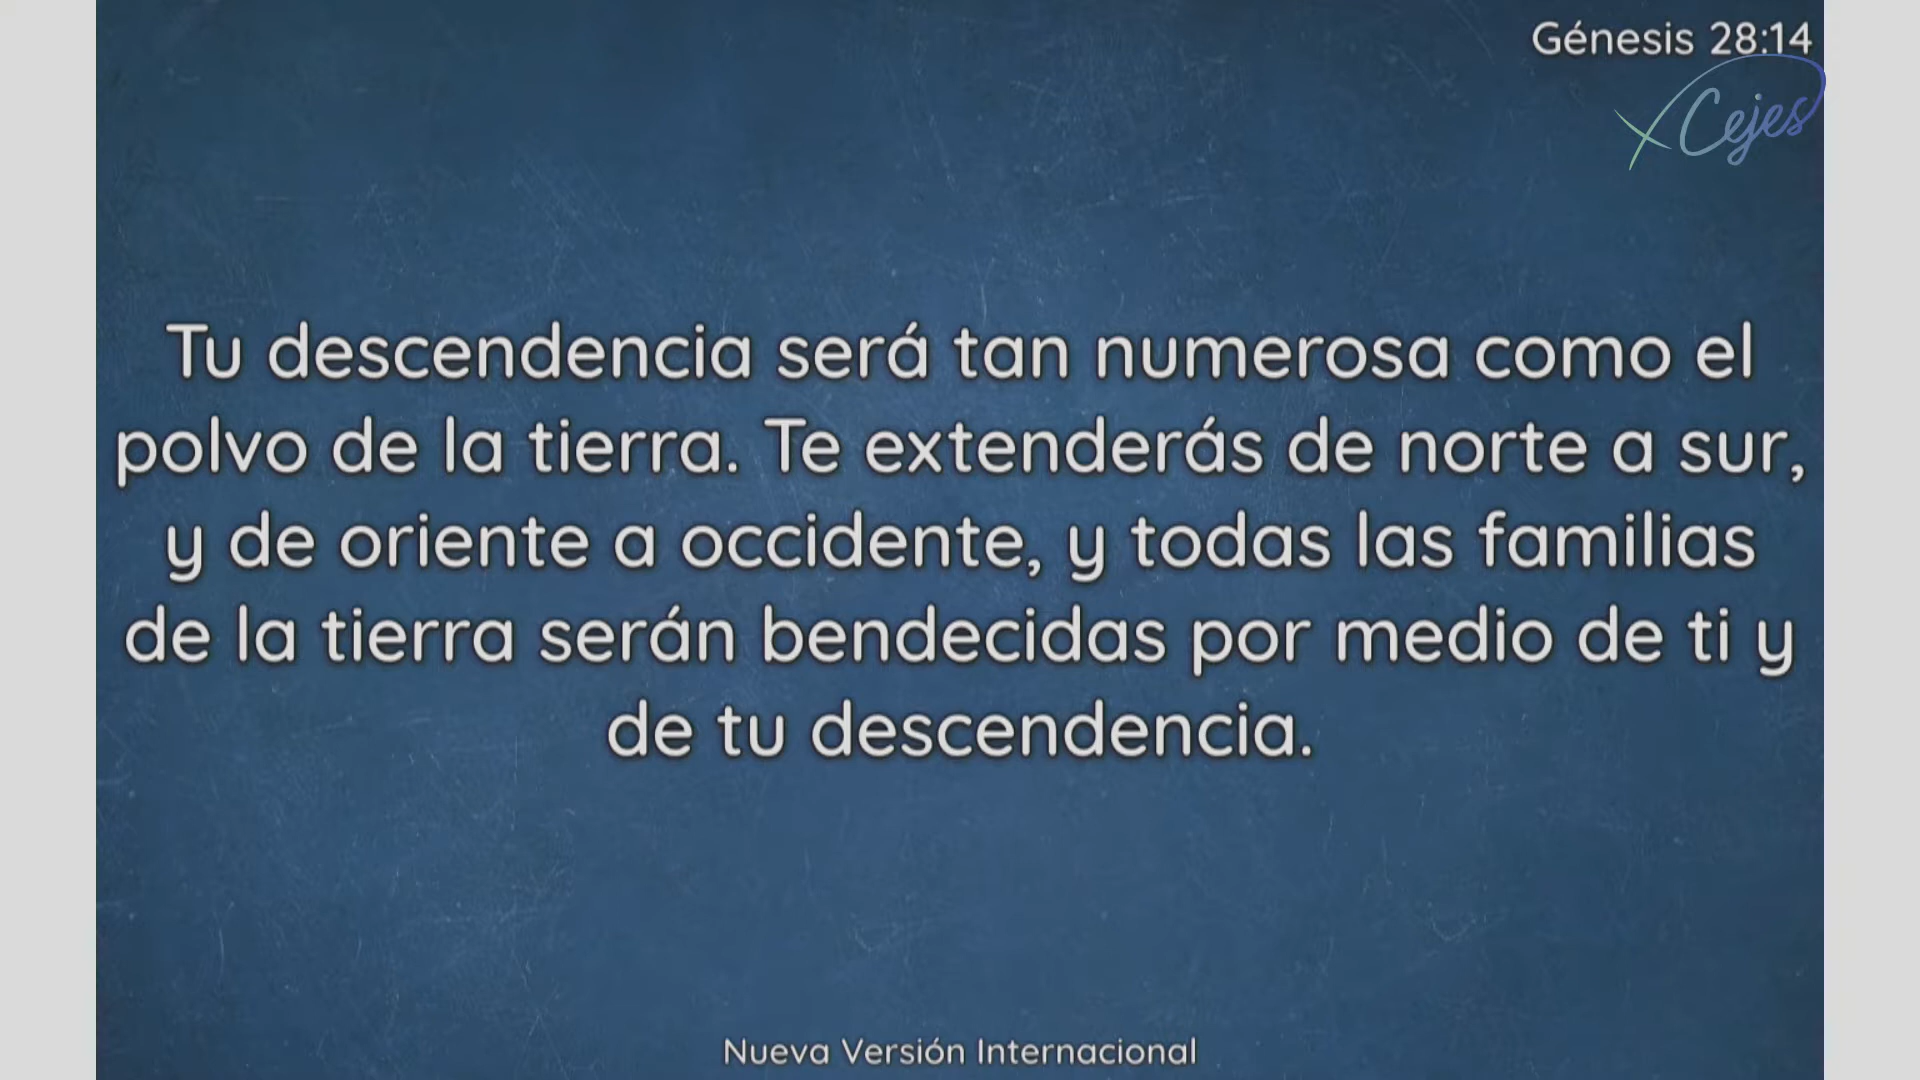 Génesis 28:14
Cejes
Tu descendencia será tan numerosa como el
polvo de la tierra. Te extenderás de norte a sur,
y de oriente a occidente, y todas las familias
de la tierra serán bendecidas por medio de ti y
de tu descendencia.
Nueva Versión Internacional